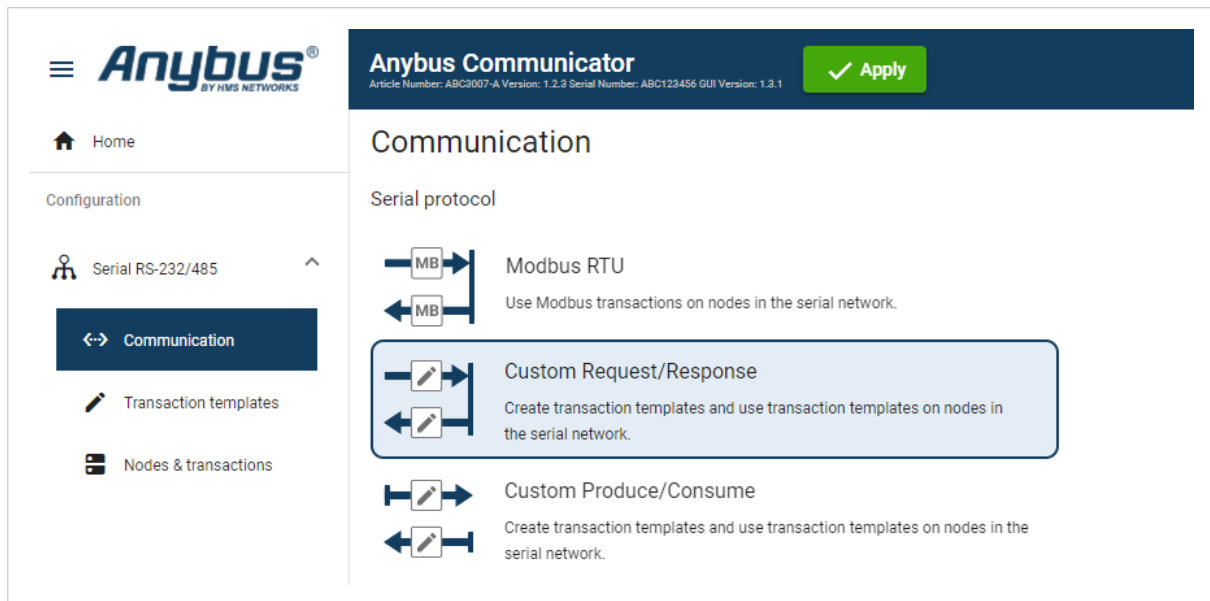 Anybus®
BY HMS NETWORKS
Anybus Communicator
Article Number: ABC3007-A Version: 1.2.3 Serial Number: ABC123456 GUI Version: 1.3.1
Apply
Home
Configuration
Serial RS-232/485
Communication
Transaction templates
Nodes & transactions
Communication
Serial protocol
MB
MB
Modbus RTU
Use Modbus transactions on nodes in the serial network.
Custom Request/Response
Create transaction templates and use transaction templates on nodes in
the serial network.
Custom Produce/Consume
Create transaction templates and use transaction templates on nodes in the
serial network.